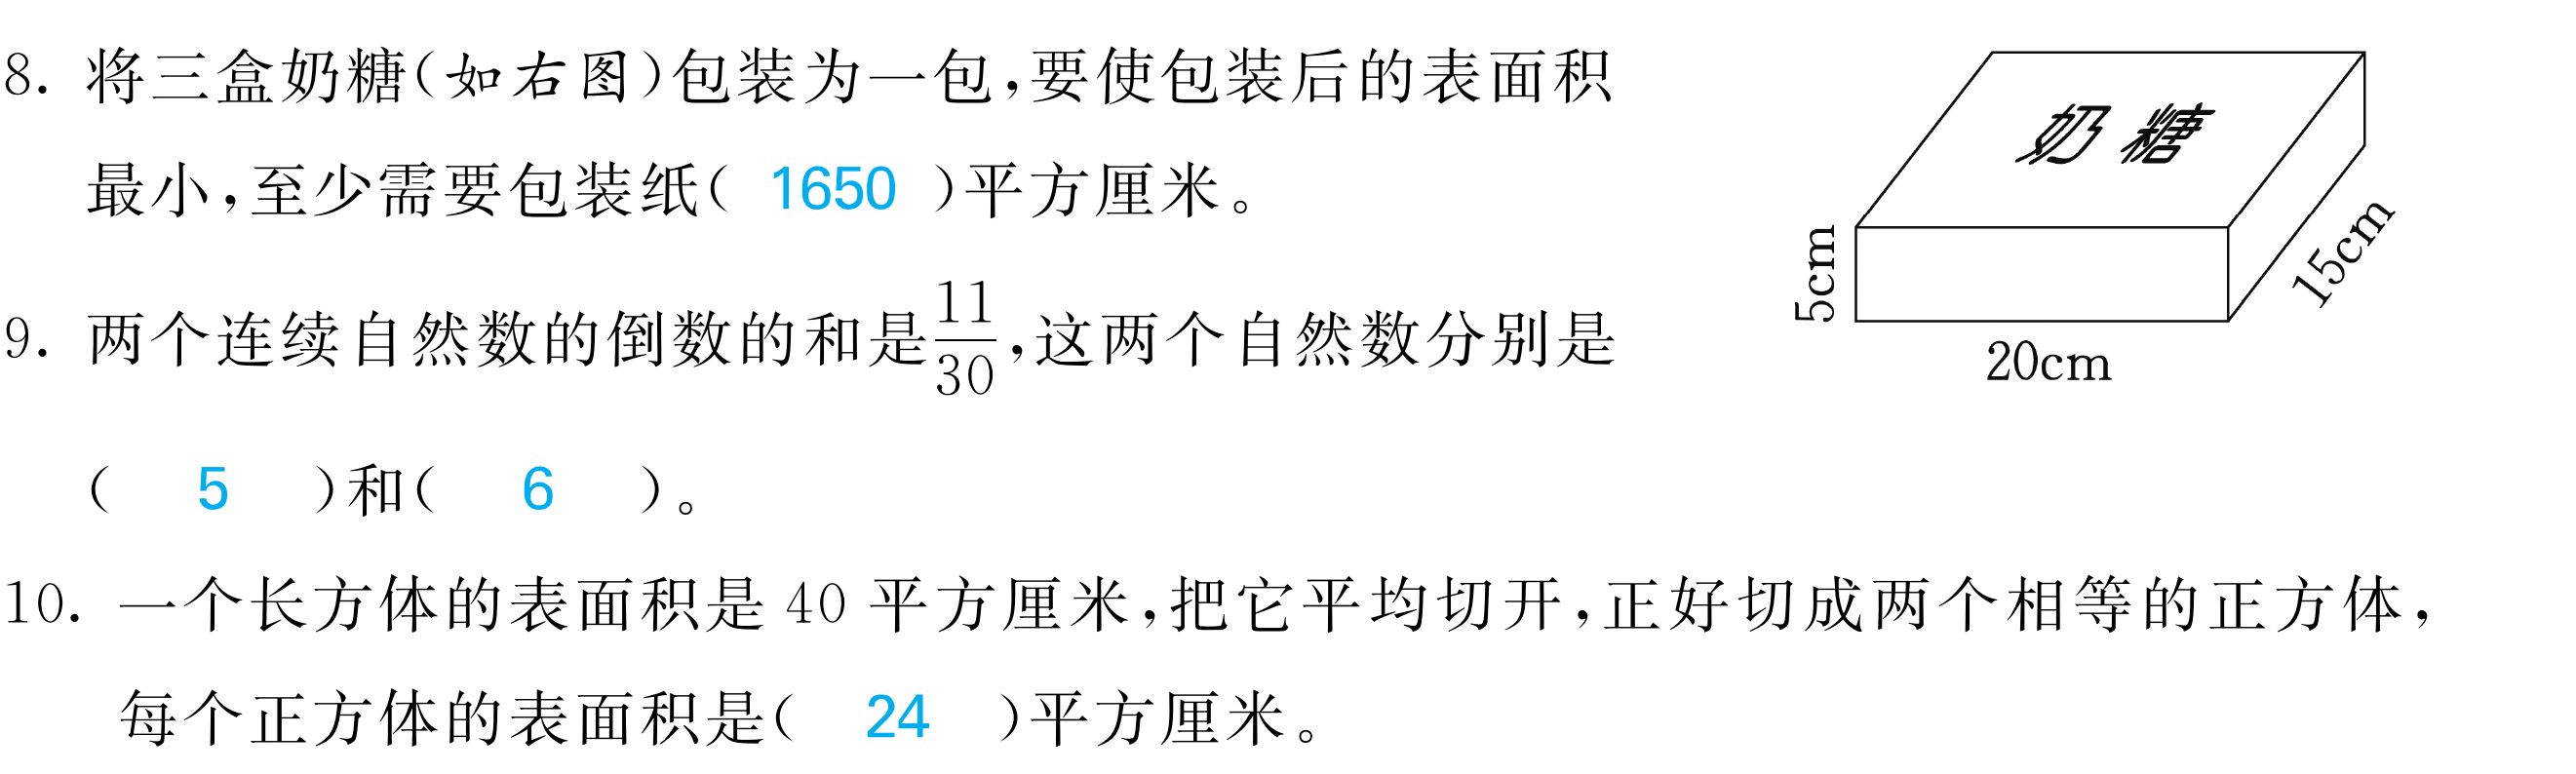 8. 将三盒奶糖(如右图)包装为一包,要使包装后的表面积
最小,至少需要包装纸( 1650 )平方厘米。
9. 两个连续自然数的倒数的和是11/30,这两个自然数分别是
( 5 )和( 6 )。
10. 一个长方体的表面积是 40 平方厘米,把它平均切开,正好切成两个相等的正方体,
每个正方体的表面积是( 24 )平方厘米。
奶糖
5cm
15cm
20cm